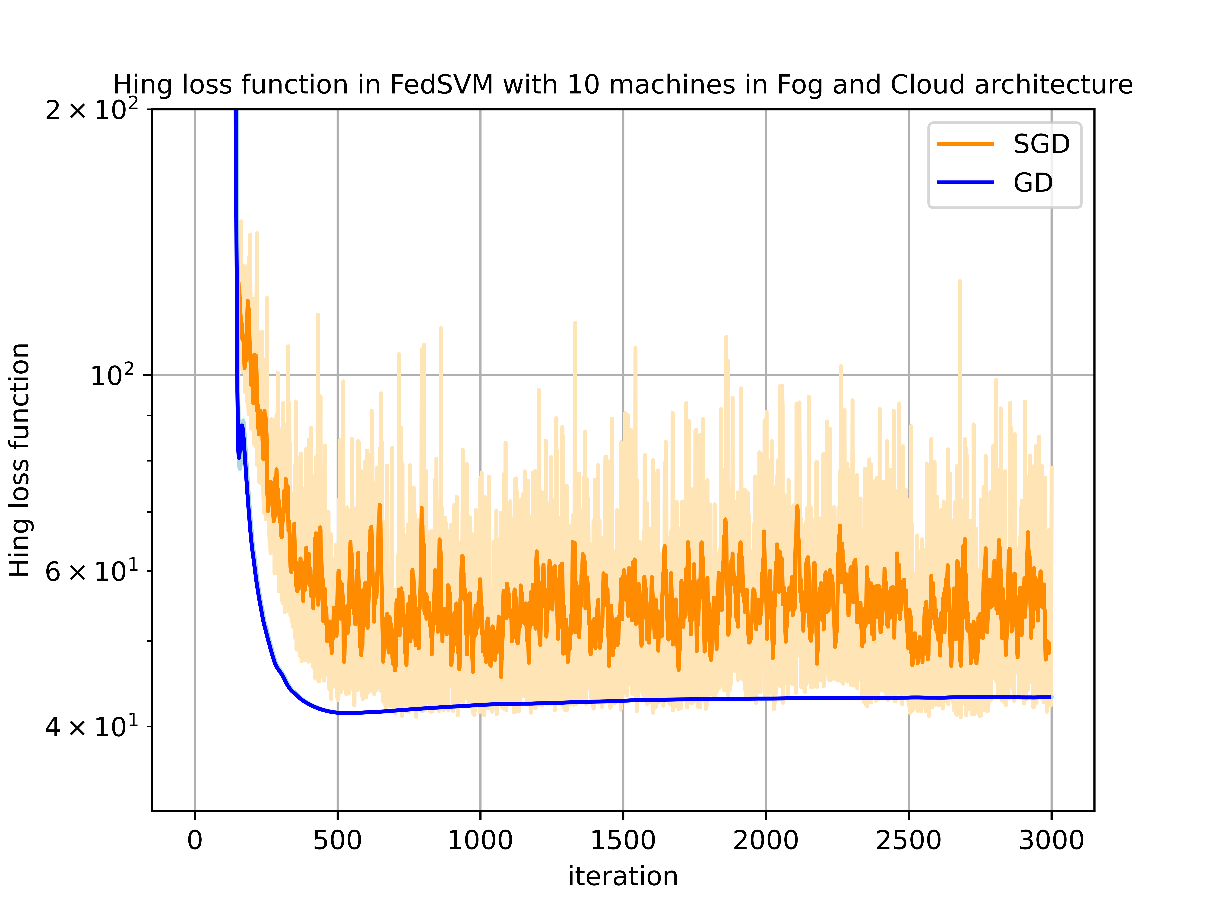 Hing loss function in FedSVM with 10 machines in Fog and Cloud architecture
2 × 10²
10²
6 × 10¹
4 × 10¹
Hing loss function
SGD
GD
0 500 1000 1500 2000 2500 3000
iteration